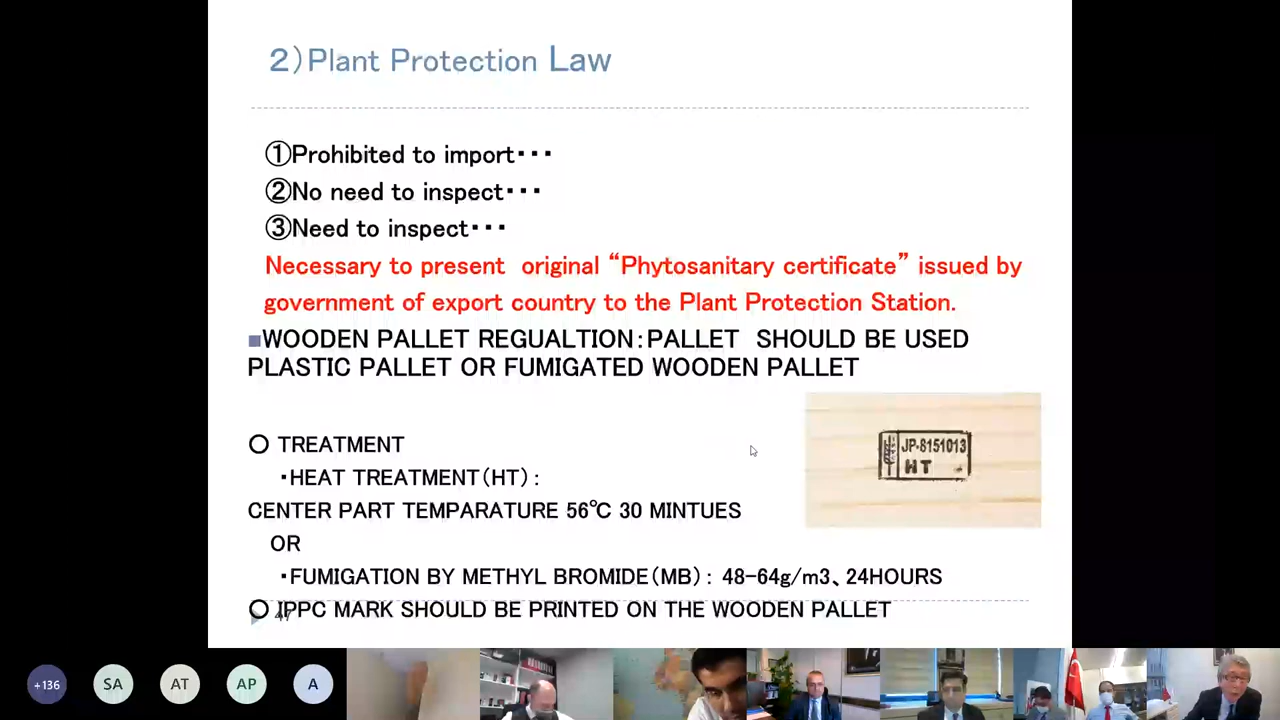 ２）Plant Protection Law
①Prohibited to import・・・
②No need to inspect・・・
③Need to inspect・・・
Necessary to present original “Phytosanitary certificate” issued by
government of export country to the Plant Protection Station.
■WOODEN PALLET REGUALTION：PALLET SHOULD BE USED
PLASTIC PALLET OR FUMIGATED WOODEN PALLET
JP-8151013
HT
○ TREATMENT
・HEAT TREATMENT（HT）：
CENTER PART TEMPARATURE 56℃ 30 MINTUES
OR
・FUMIGATION BY METHYL BROMIDE（MB）： 48-64g/m3、24HOURS
○ IPPC MARK SHOULD BE PRINTED ON THE WOODEN PALLET
+136
SA
AT
AP
A